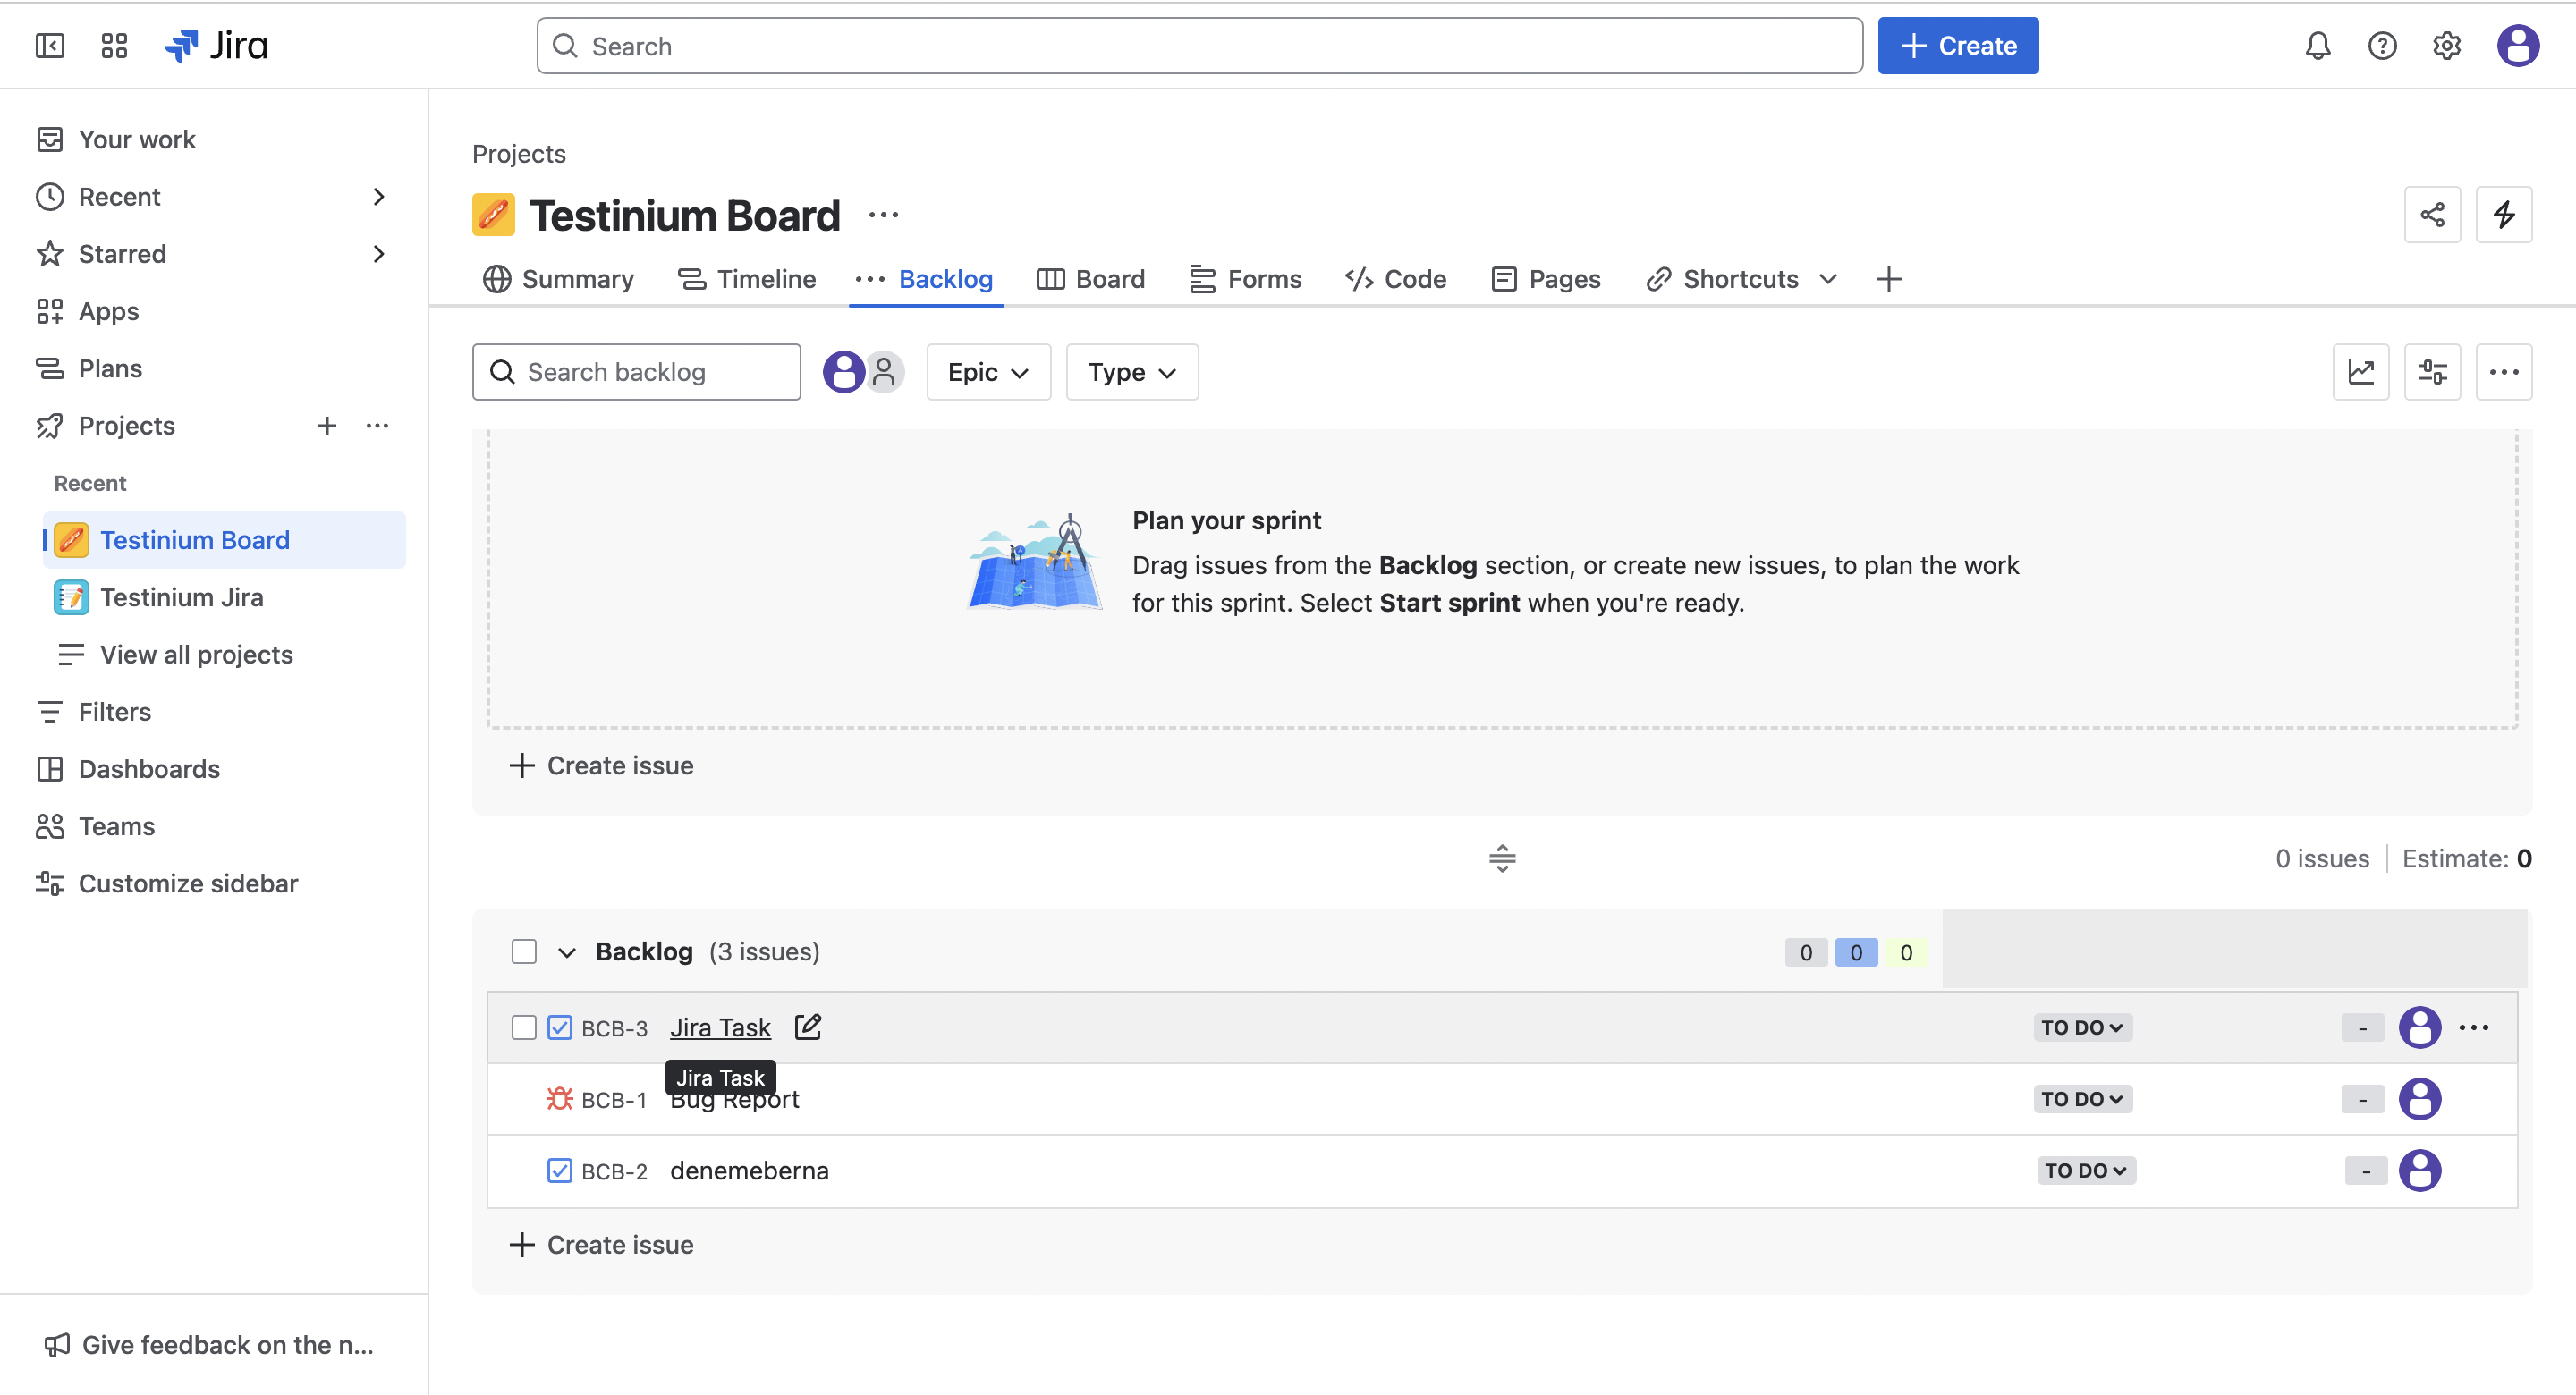 Jira
Search
Create
Your work
Recent
Starred
Apps
Plans
Projects
Recent
Testinium Board
Testinium Jira
View all projects
Filters
Dashboards
Teams
Customize sidebar
Give feedback on the n...
Projects
Testinium Board
Summary Timeline Backlog Board Forms Code Pages Shortcuts
Search backlog Epic Type
Plan your sprint
Drag issues from the Backlog section, or create new issues, to plan the work
for this sprint. Select Start sprint when you're ready.
Create issue
0 issues Estimate: 0
Backlog (3 issues) 0 0 0
BCB-3 Jira Task TO DO -
Jira Task
BCB-1 Bug Report TO DO -
BCB-2 denemeberna TO DO -
Create issue